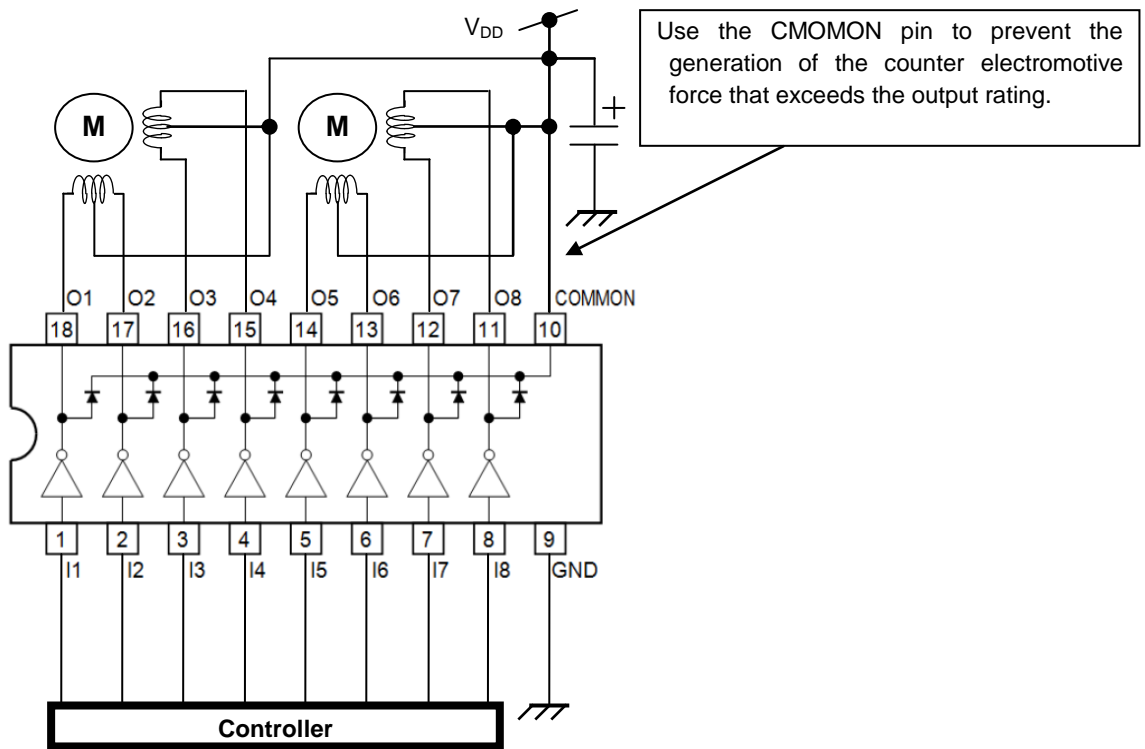 VDD
Use the CMOMON pin to prevent the
generation of the counter electromotive
force that exceeds the output rating.
+
M
M
O1 O2 O3 O4 O5 O6 O7 O8 COMMON
18 17 16 15 14 13 12 11 10
1 2 3 4 5 6 7 8 9
I1 I2 I3 I4 I5 I6 I7 I8 GND
Controller